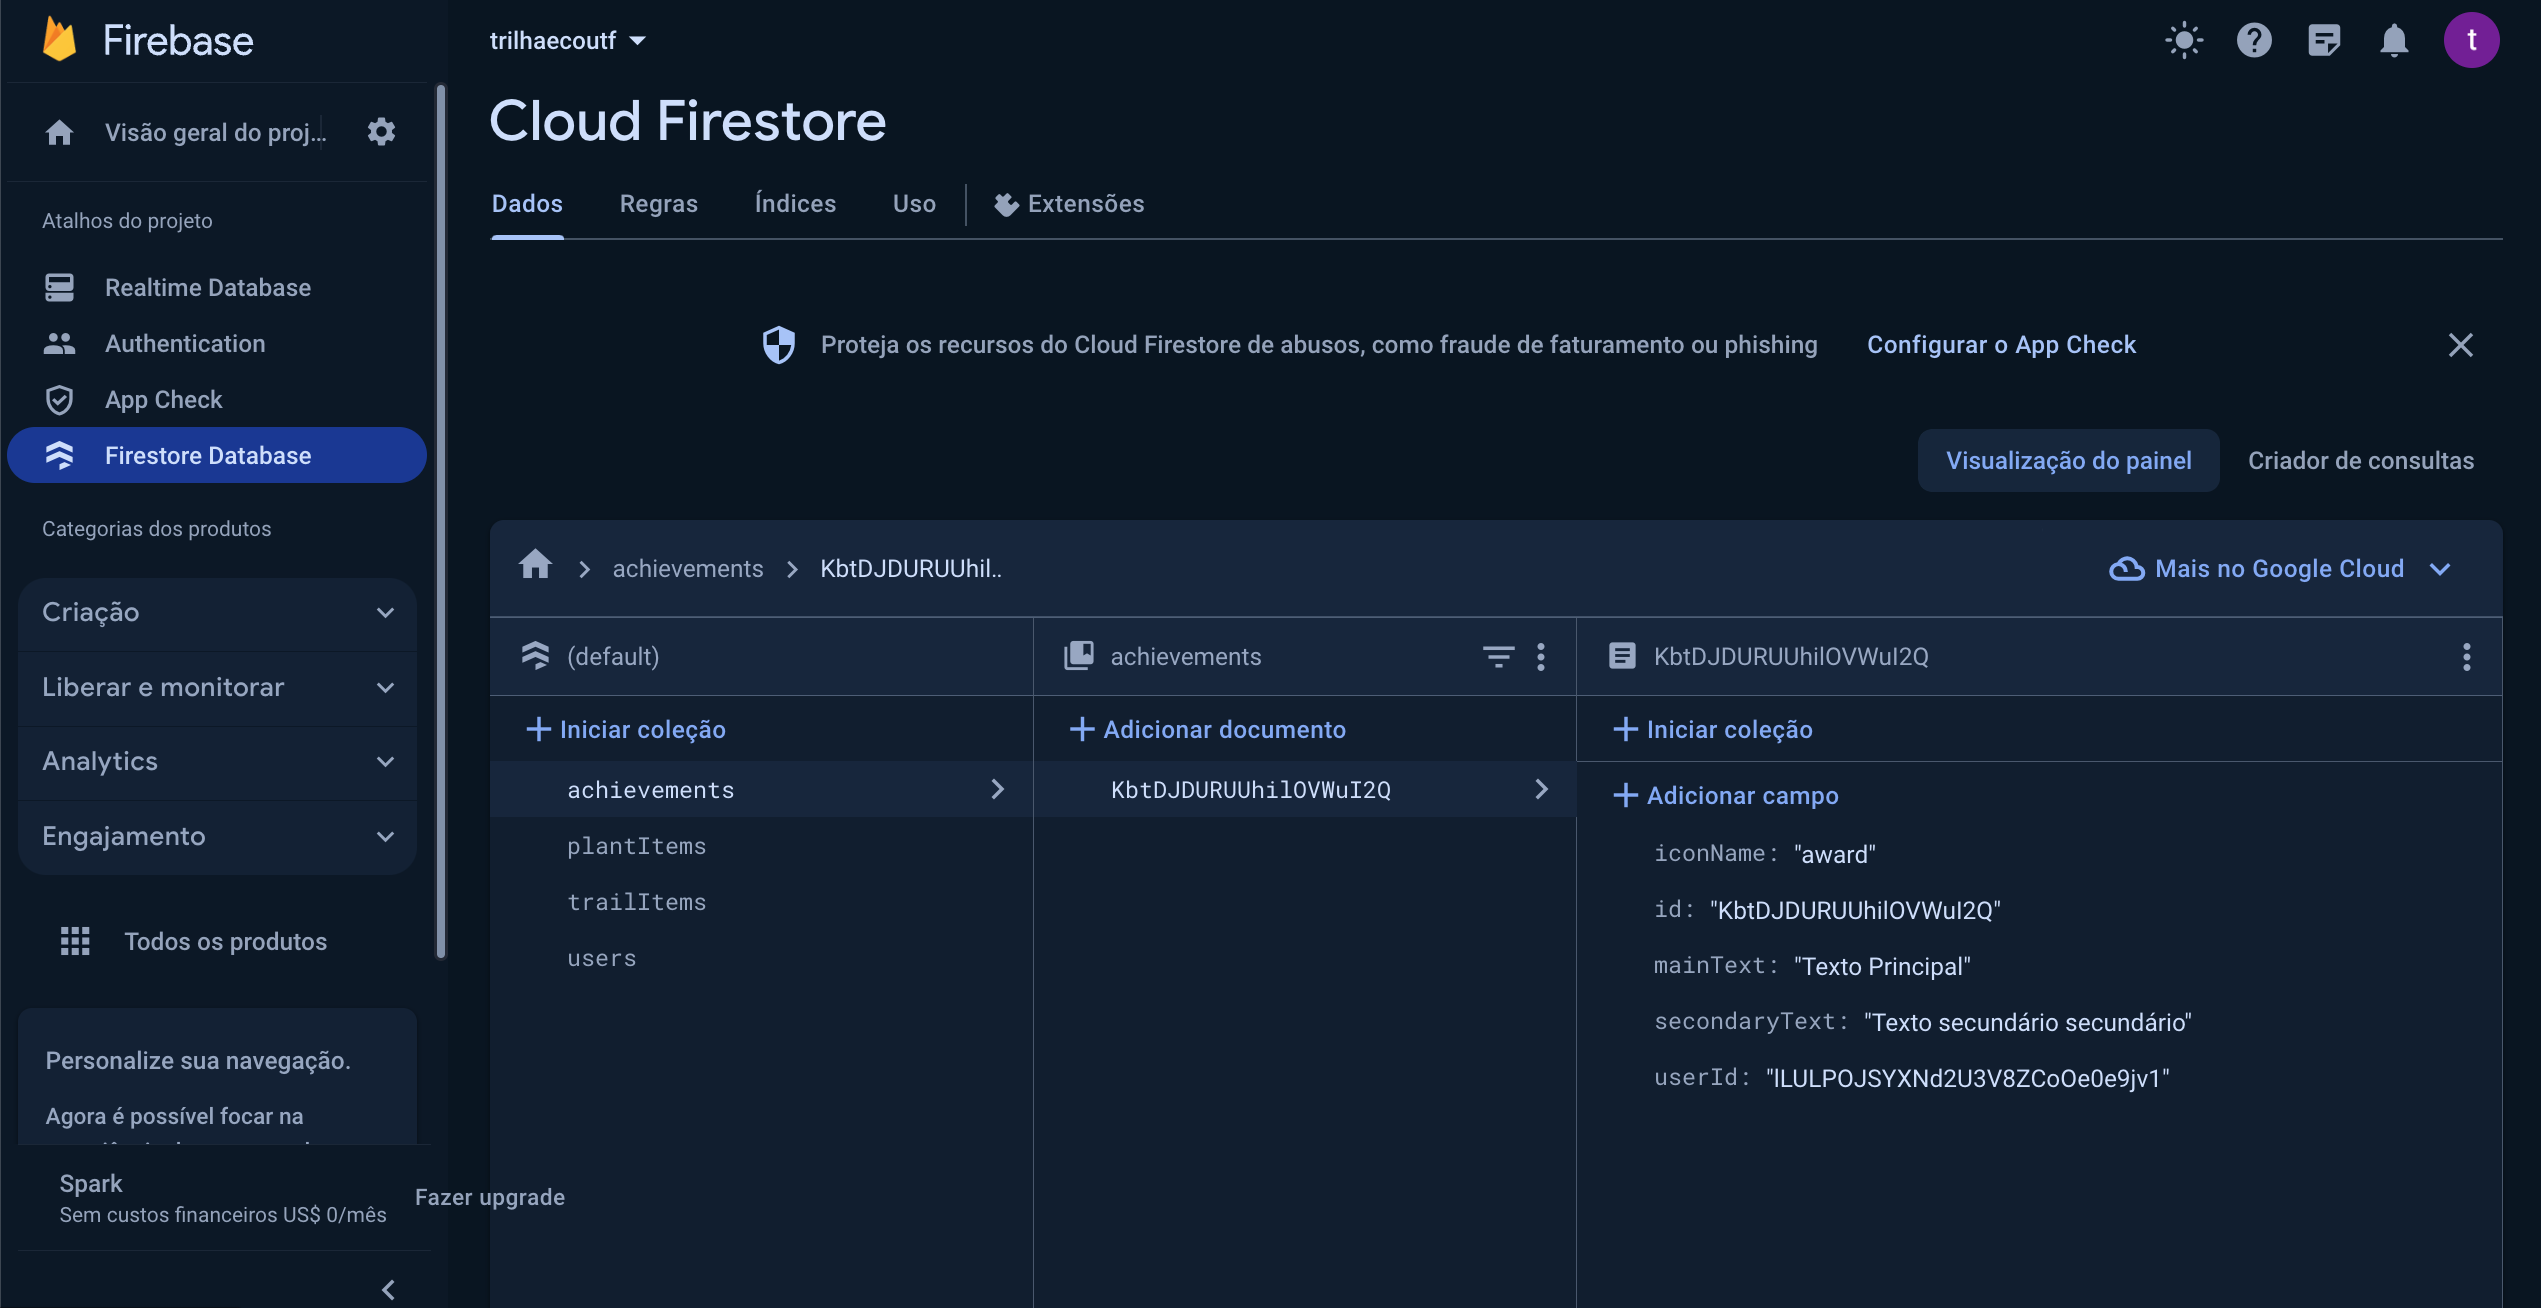 Firebase
trilhaecoutf
t
Visão geral do proj...
Cloud Firestore
Dados
Regras
Índices
Uso
Extensões
Atalhos do projeto
Realtime Database
Authentication
App Check
Firestore Database
Proteja os recursos do Cloud Firestore de abusos, como fraude de faturamento ou phishing
Configurar o App Check
Visualização do painel
Criador de consultas
Categorias dos produtos
Criação
Liberar e monitorar
Analytics
Engajamento
Todos os produtos
Personalize sua navegação.
Agora é possível focar na
Spark
Sem custos financeiros US$ 0/mês
Fazer upgrade
achievements
KbtDJDURUUhil..
Mais no Google Cloud
(default)
achievements
KbtDJDURUUhilOVWuI2Q
Iniciar coleção
Adicionar documento
Iniciar coleção
achievements
KbtDJDURUUhilOVWuI2Q
Adicionar campo
plantItems
trailItems
users
iconName: "award"
id: "KbtDJDURUUhilOVWuI2Q"
mainText: "Texto Principal"
secondaryText: "Texto secundário secundário"
userId: "lLULPOJSYXNd2U3V8ZCoOe0e9jv1"